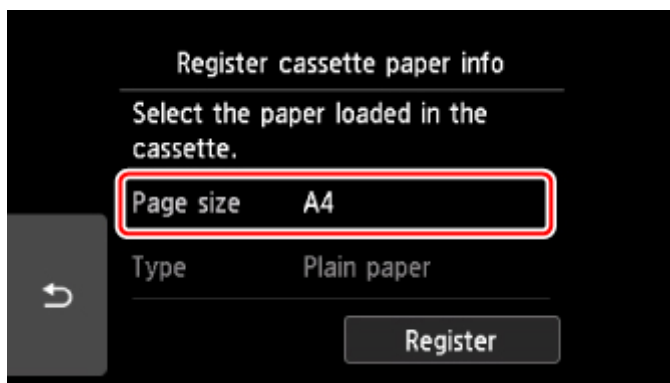 Register cassette paper info
Select the paper loaded in the
cassette.
Page size A4
Type Plain paper
Register